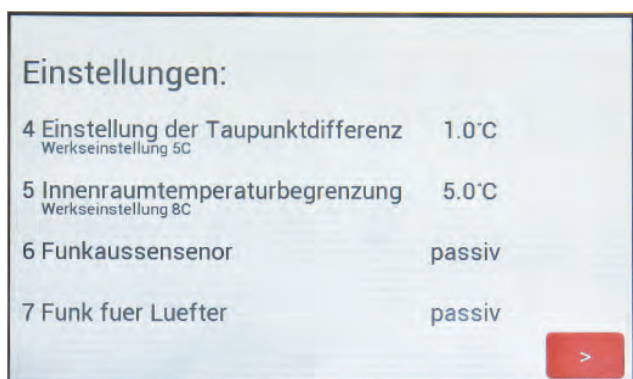 Einstellungen:
4 Einstellung der Taupunktdifferenz 1.0°C
Werkseinstellung 5C
5 Innenraumtemperaturbegrenzung 5.0°C
Werkseinstellung 8C
6 Funkaussensenor passiv
7 Funk fuer Luefter passiv
>